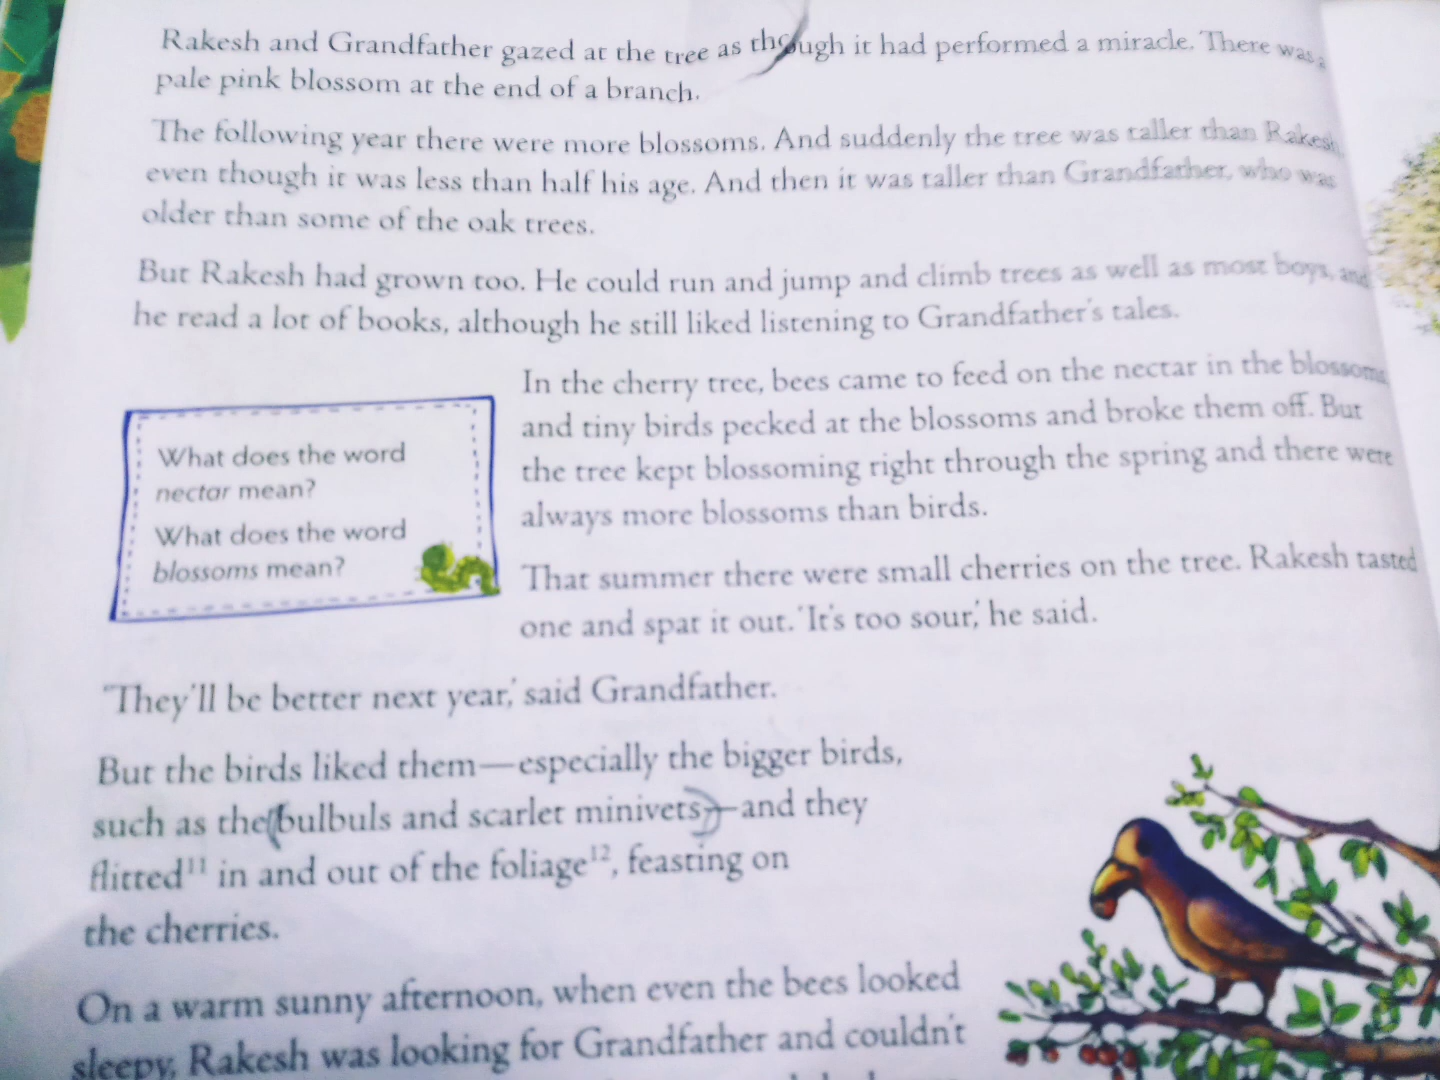 Rakesh and Grandfather gazed at the tree as though it had performed a miracle. There was a
pale pink blossom at the end of a branch.
The following year there were more blossoms. And suddenly the tree was taller than Rakesh,
even though it was less than half his age. And then it was taller than Grandfather, who was
older than some of the oak trees.
But Rakesh had grown too. He could run and jump and climb trees as well as most boys, and
he read a lot of books, although he still liked listening to Grandfather's tales.
In the cherry tree, bees came to feed on the nectar in the blossoms,
and tiny birds pecked at the blossoms and broke them off. But
the tree kept blossoming right through the spring and there were
always more blossoms than birds.
What does the word
nectar mean?
What does the word
blossoms mean?
That summer there were small cherries on the tree. Rakesh tasted
one and spat it out. 'It's too sour,' he said.
'They'll be better next year,' said Grandfather.
But the birds liked them—especially the bigger birds,
such as the bulbuls and scarlet minivets—and they
flitted¹¹ in and out of the foliage¹², feasting on
the cherries.
On a warm sunny afternoon, when even the bees looked
sleepy, Rakesh was looking for Grandfather and couldn't